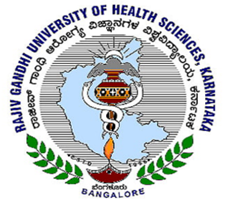 RAJIV GANDHI UNIVERSITY OF HEALTH SCIENCES, KARNATAKA
ರಾಜೀವ್ ಗಾಂಧಿ ಆರೋಗ್ಯ ವಿಜ್ಞಾನಗಳ ವಿಶ್ವವಿದ್ಯಾಲಯ, ಕರ್ನಾಟಕ
ಬೆಂಗಳೂರು
BANGALORE